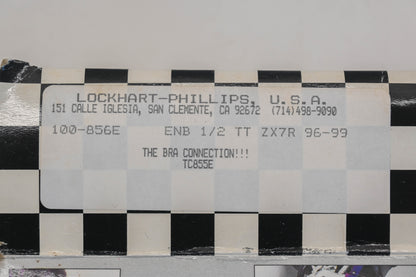 LOCKHART-PHILLIPS, U.S.A.
151 CALLE IGLESIA, SAN CLEMENTE, CA 92672 (714)498-9090
100-856E ENB 1/2 TT ZX7R 96-99
THE BRA CONNECTION!!!
TC855E